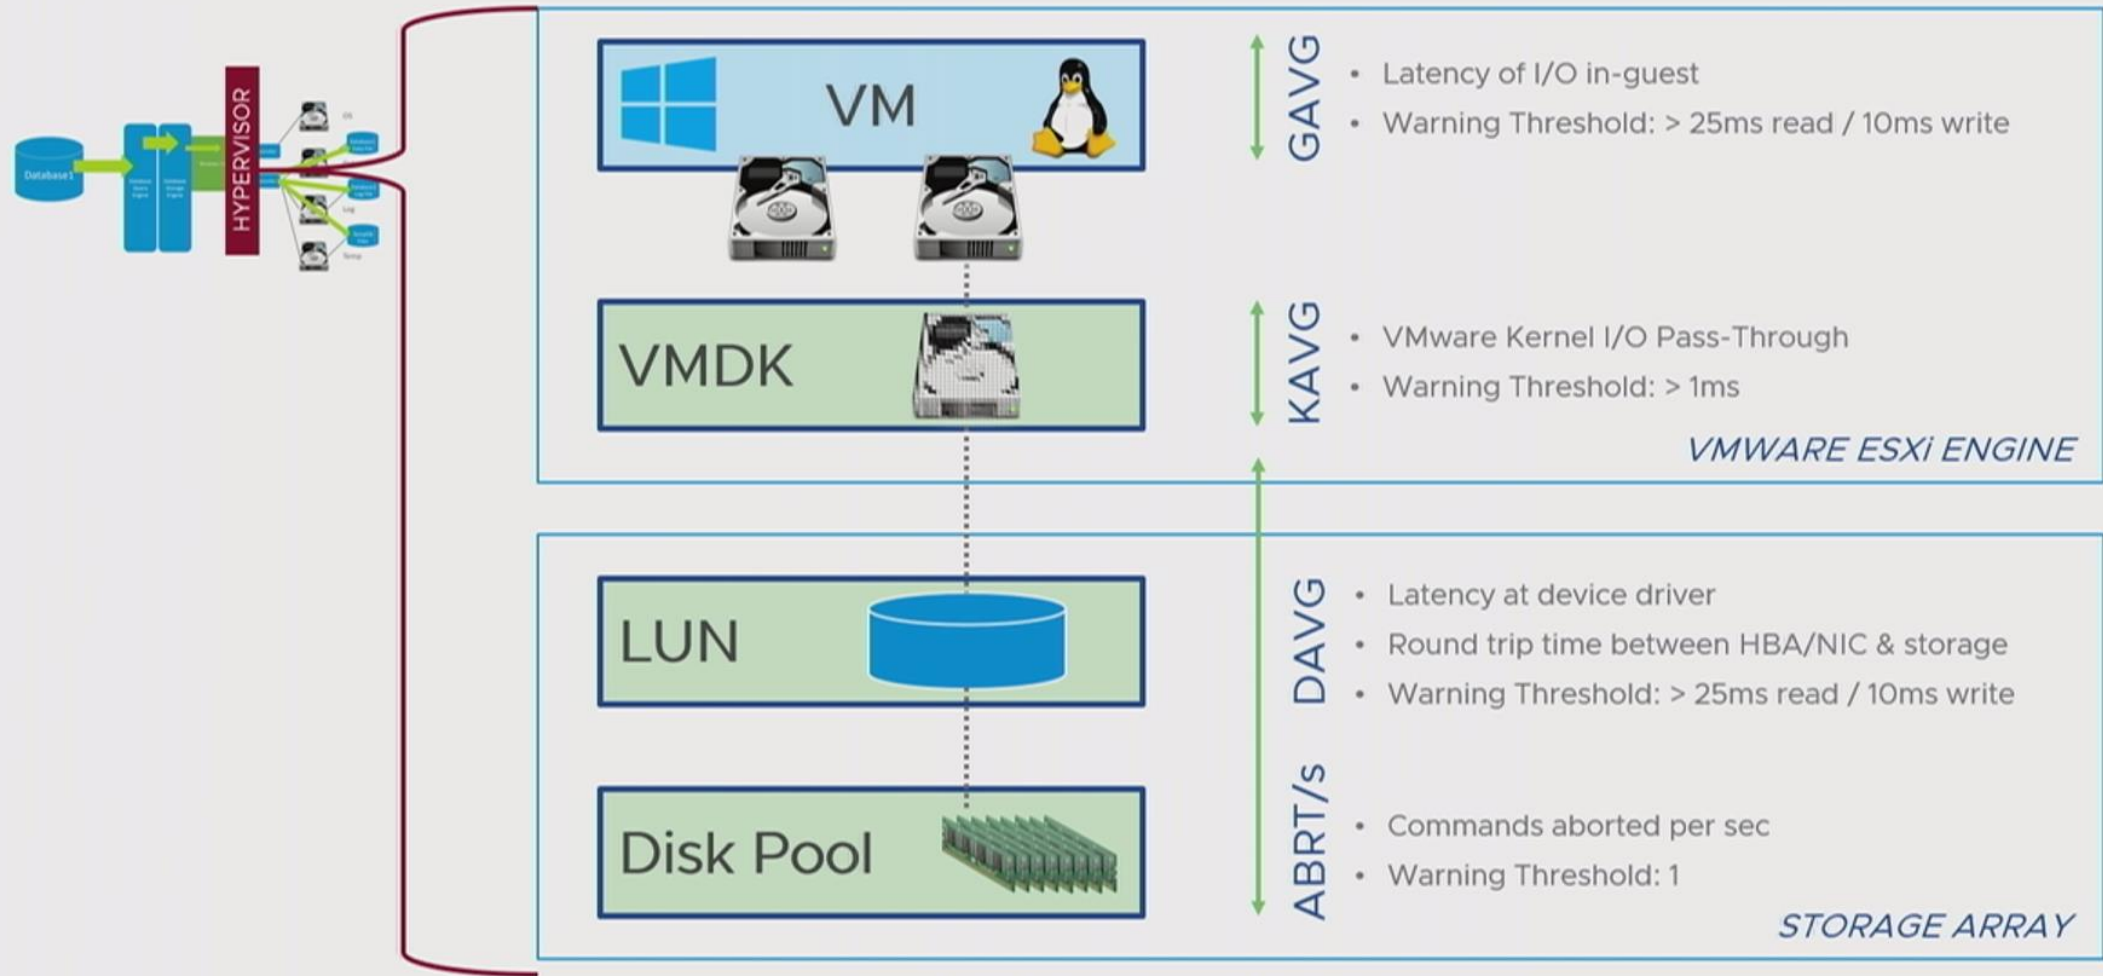 Database1
HYPERVISOR
OS
Log
Temp
VM
GAVG
• Latency of I/O in-guest
• Warning Threshold: > 25ms read / 10ms write
VMDK
KAVG
• VMware Kernel I/O Pass-Through
• Warning Threshold: > 1ms
VMWARE ESXi ENGINE
LUN
DAVG
• Latency at device driver
• Round trip time between HBA/NIC & storage
• Warning Threshold: > 25ms read / 10ms write
Disk Pool
ABRT/s
• Commands aborted per sec
• Warning Threshold: 1
STORAGE ARRAY